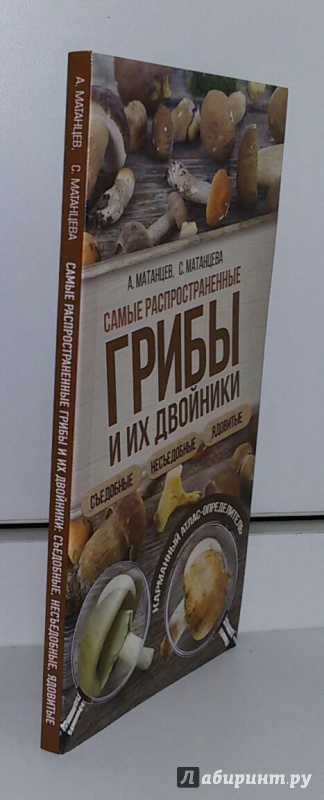 А. МАТАНЦЕВ, С. МАТАНЦЕВА
САМЫЕ РАСПРОСТРАНЕННЫЕ ГРИБЫ И ИХ ДВОЙНИКИ: СЪЕДОБНЫЕ, НЕСЪЕДОБНЫЕ, ЯДОВИТЫЕ
А. МАТАНЦЕВ, С. МАТАНЦЕВА
САМЫЕ РАСПРОСТРАНЕННЫЕ
ГРИБЫ
И ИХ ДВОЙНИКИ
СЪЕДОБНЫЕ НЕСЪЕДОБНЫЕ ЯДОВИТЫЕ
КАРМАННЫЙ АТЛАС-ОПРЕДЕЛИТЕЛЬ
Лабиринт.ру